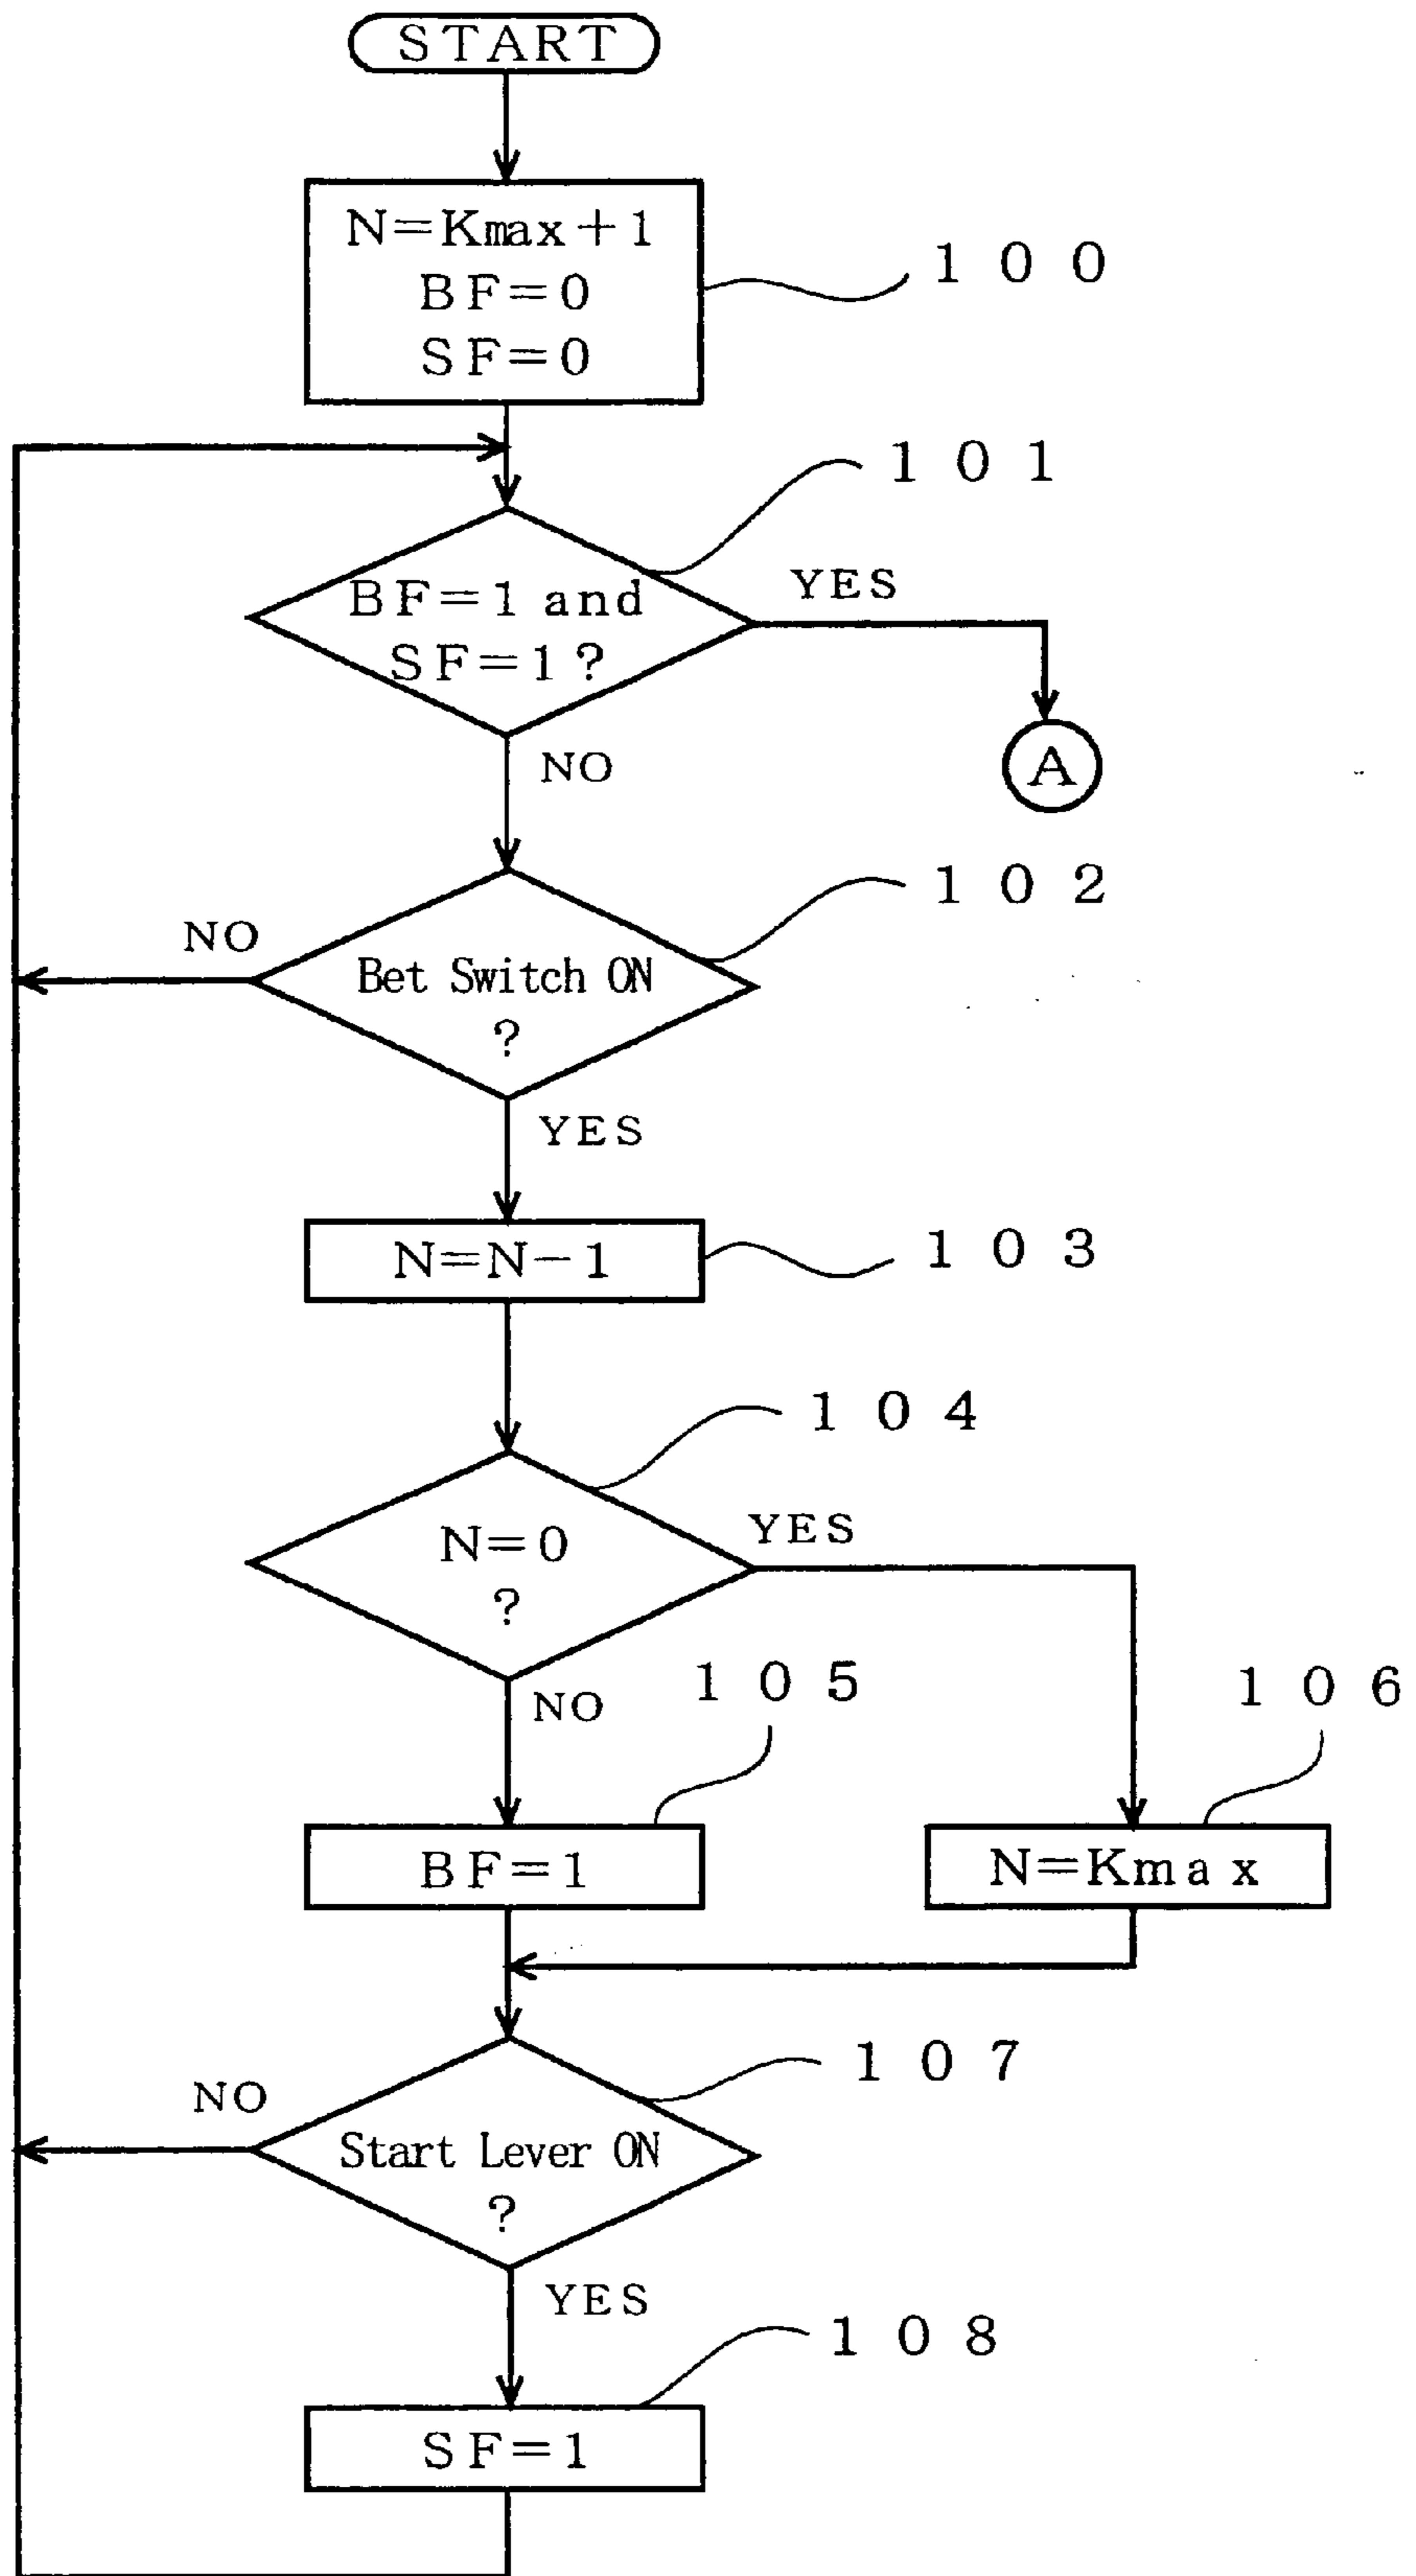 START
N=Kmax+1
BF=0
SF=0
100
101
BF=1 and
SF=1?
YES
A
NO
102
NO
Bet Switch ON
?
YES
N=N-1
103
104
N=0
?
YES
NO
105
106
BF=1
N=Kmax
107
NO
Start Lever ON
?
YES
108
SF=1